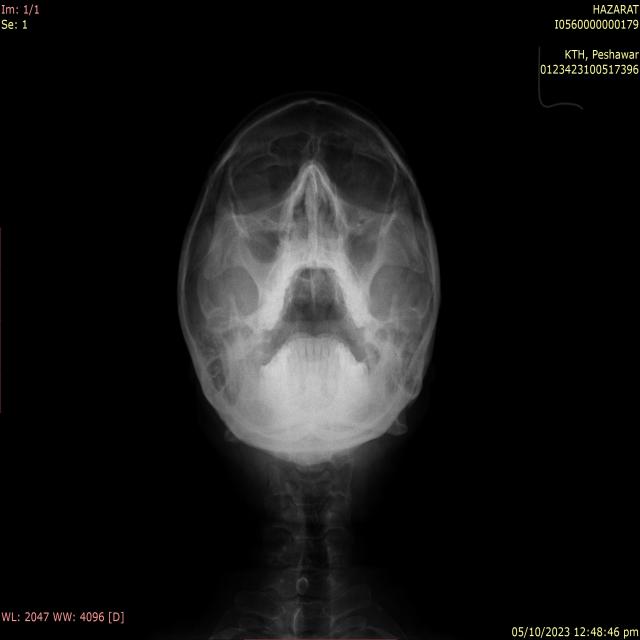 Im: 1/1
Se: 1
HAZARAT
I0560000000179
KTH, Peshawar
0123423100517396
WL: 2047 WW: 4096 [D]
05/10/2023 12:48:46 pm